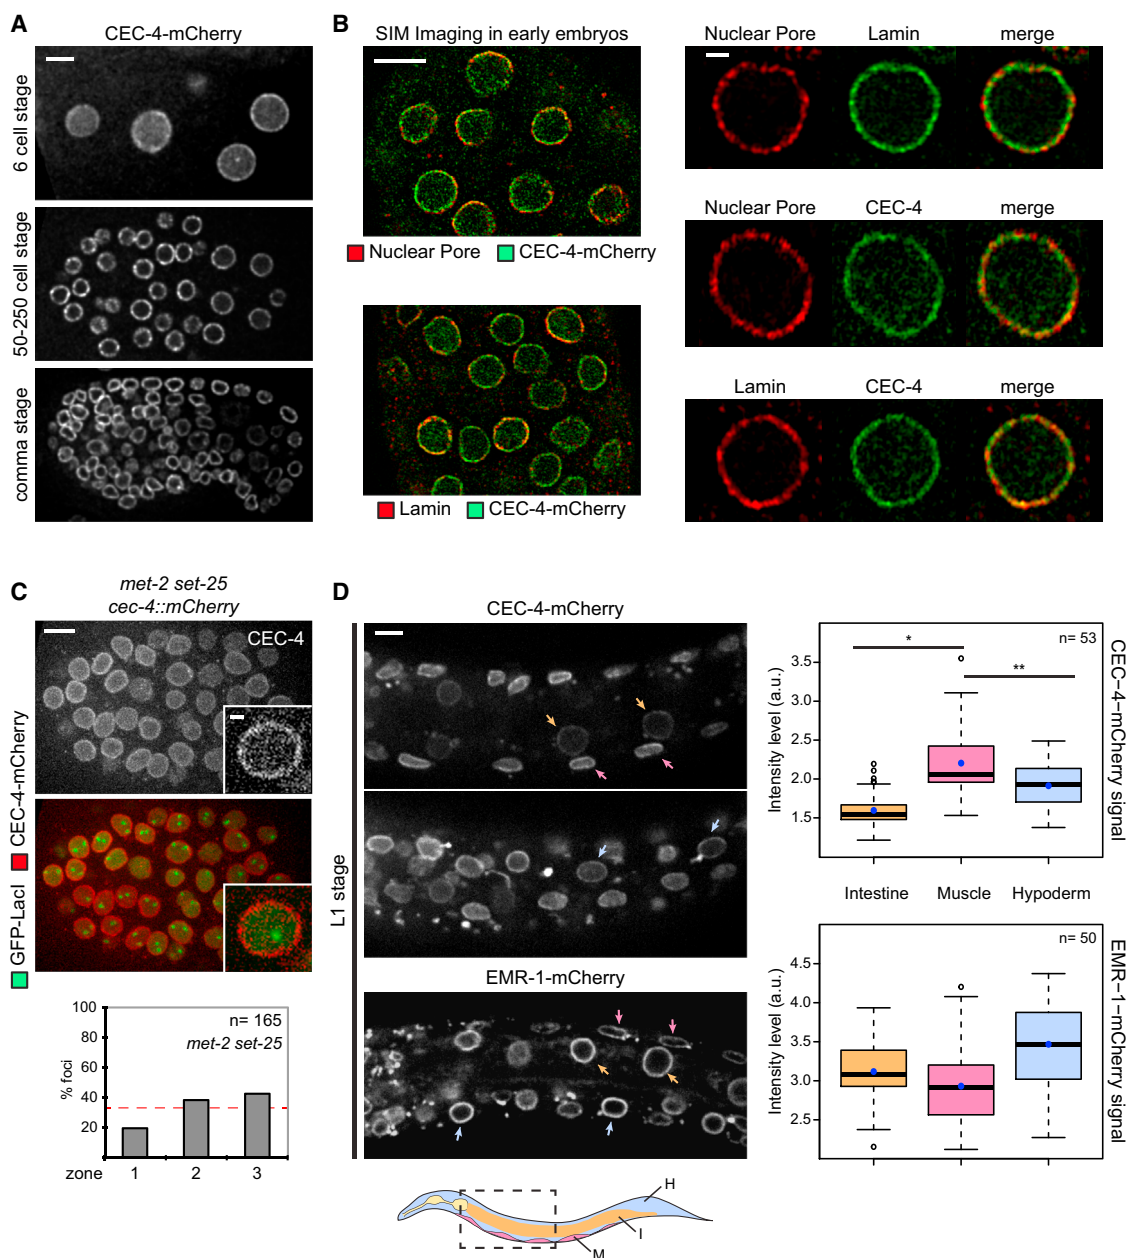 A
CEC-4-mCherry
6 cell stage
50-250 cell stage
comma stage
B
SIM Imaging in early embryos
Nuclear Pore CEC-4-mCherry
Lamin CEC-4-mCherry
Nuclear Pore Lamin merge
Nuclear Pore CEC-4 merge
Lamin CEC-4 merge
C
met-2 set-25
cec-4::mCherry
CEC-4
GFP-LacI CEC-4-mCherry
100
80
60
40
20
% foci
n= 165
met-2 set-25
zone 1 2 3
D
CEC-4-mCherry
L1 stage
EMR-1-mCherry
H
I
M
n= 53
*
**
3.5
3.0
2.5
2.0
1.5
Intensity level (a.u.)
CEC-4-mCherry signal
Intestine Muscle Hypoderm
n= 50
4.5
4.0
3.5
3.0
2.5
Intensity level (a.u.)
EMR-1-mCherry signal